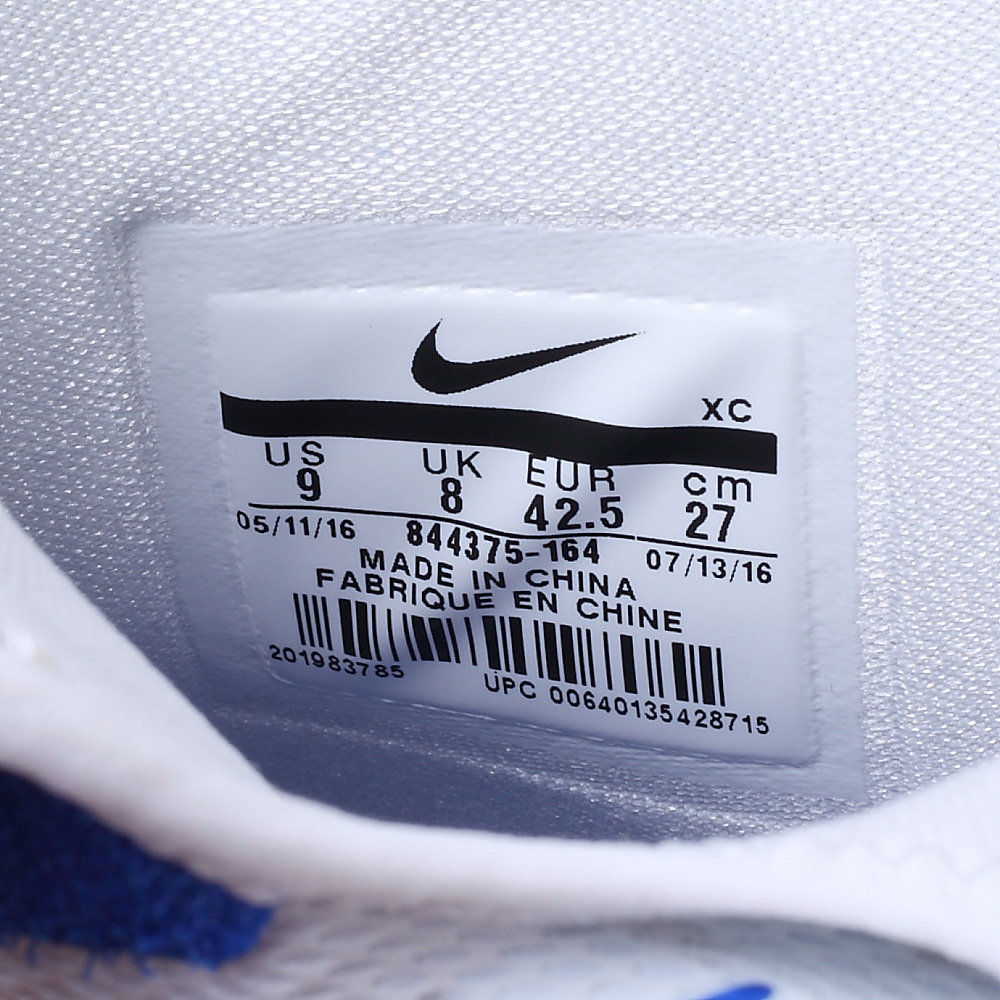 XC
US UK EUR cm
9 8 42.5 27
05/11/16 844375-164 07/13/16
MADE IN CHINA
FABRIQUE EN CHINE
201983785 UPC 00640135428715